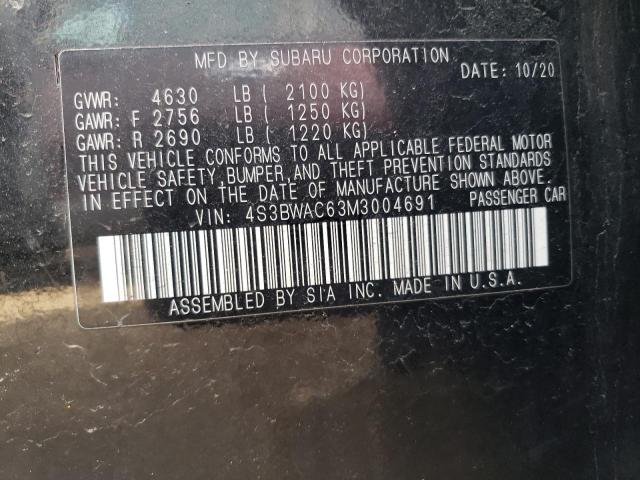 MFD BY SUBARU CORPORATION
DATE: 10/20
GVWR: 4630 LB ( 2100 KG)
GAWR: F 2756 LB ( 1250 KG)
GAWR: R 2690 LB ( 1220 KG)
THIS VEHICLE CONFORMS TO ALL APPLICABLE FEDERAL MOTOR
VEHICLE SAFETY, BUMPER, AND THEFT PREVENTION STANDARDS
IN EFFECT ON THE DATE OF MANUFACTURE SHOWN ABOVE.
VIN: 4S3BWAC63M3004691 PASSENGER CAR
ASSEMBLED BY SIA INC. MADE IN U.S.A.